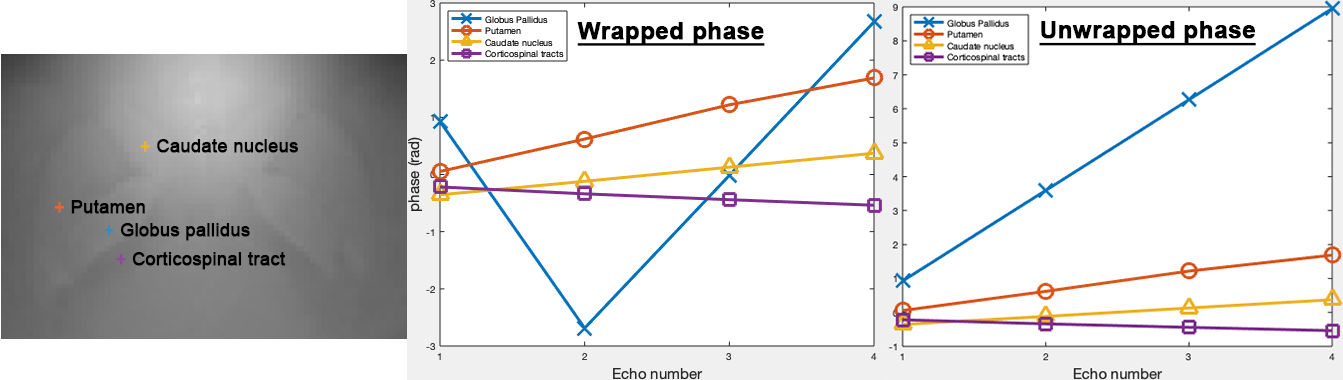 Caudate nucleus
Putamen
Globus pallidus
Corticospinal tract
Wrapped phase
Globus Pallidus
Putamen
Caudate nucleus
Corticospinal tracts
3
2
1
0
-1
-2
-3
phase (rad)
1 2 3 4
Echo number
Unwrapped phase
Globus Pallidus
Putamen
Caudate nucleus
Corticospinal tracts
9
8
7
6
5
4
3
2
1
0
-1
1 2 3 4
Echo number